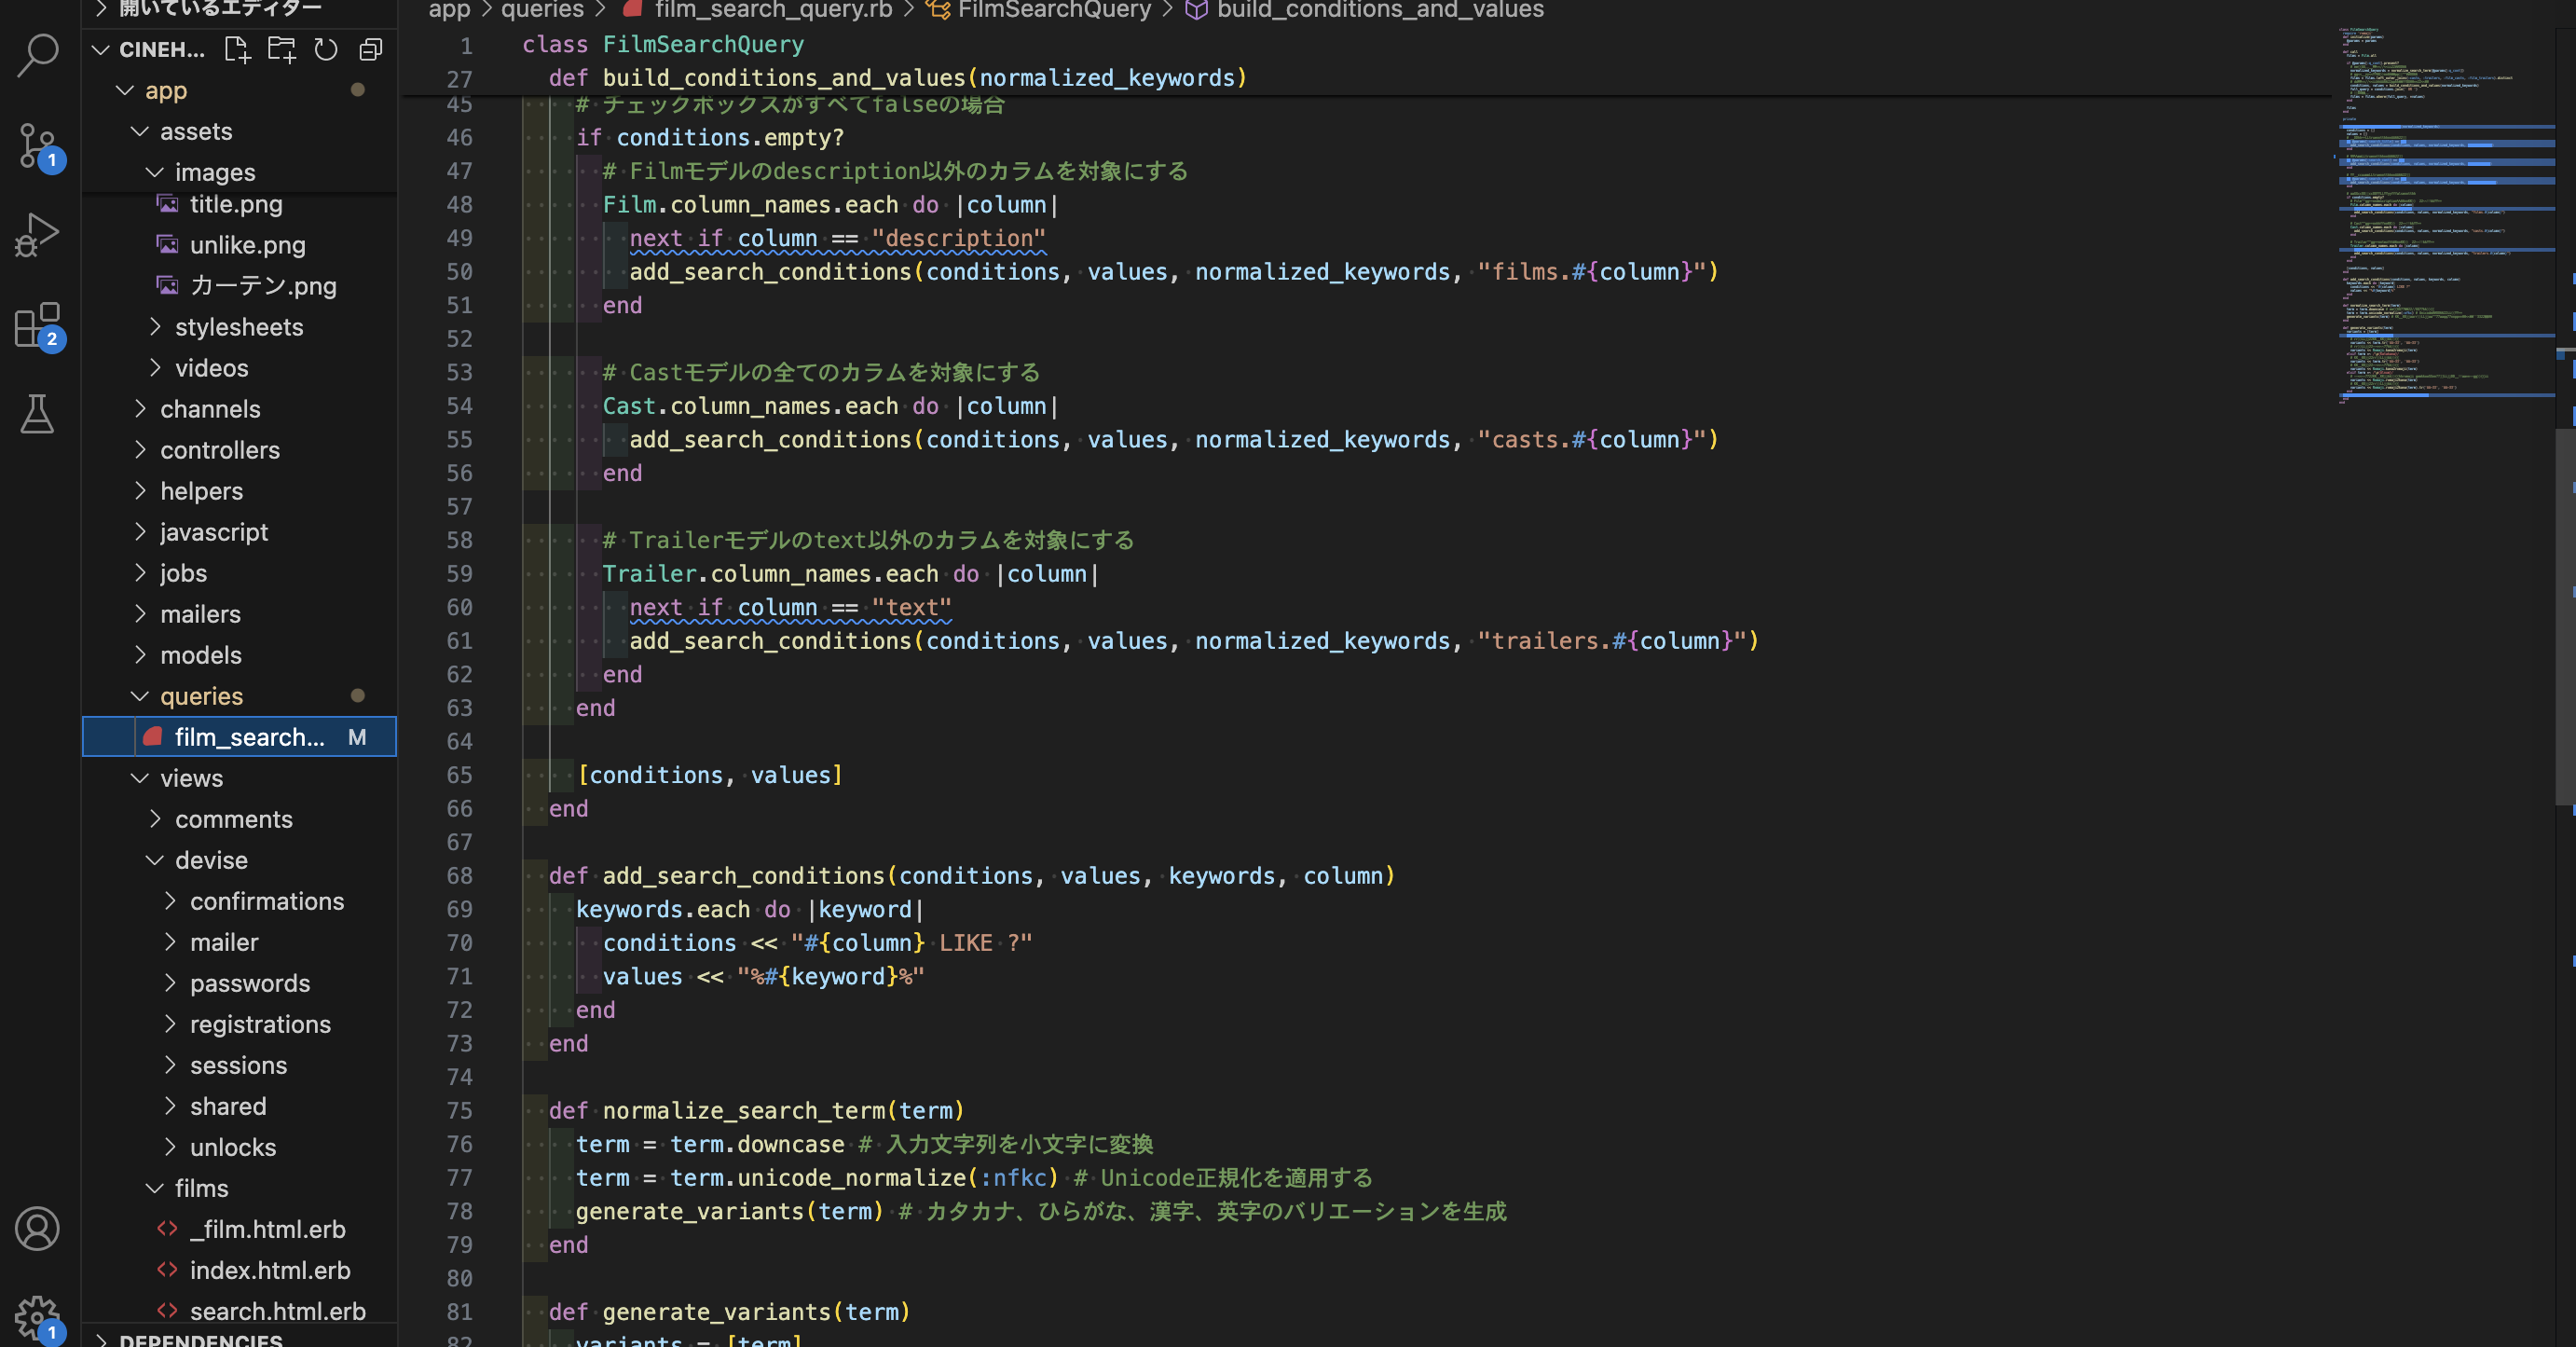 開いているエディター
CINEH...
app
assets
images
title.png
unlike.png
カーテン.png
stylesheets
videos
channels
controllers
helpers
javascript
jobs
mailers
models
queries
film_search... M
views
comments
devise
confirmations
mailer
passwords
registrations
sessions
shared
unlocks
films
_film.html.erb
index.html.erb
search.html.erb
DEPENDENCIES
1
2
1
app > queries > film_search_query.rb > FilmSearchQuery > build_conditions_and_values
1 class FilmSearchQuery
27 def build_conditions_and_values(normalized_keywords)
45 # チェックボックスがすべてfalseの場合
46 if conditions.empty?
47 # Filmモデルのdescription以外のカラムを対象にする
48 Film.column_names.each do |column|
49 next if column == "description"
50 add_search_conditions(conditions, values, normalized_keywords, "films.#{column}")
51 end
52
53 # Castモデルの全てのカラムを対象にする
54 Cast.column_names.each do |column|
55 add_search_conditions(conditions, values, normalized_keywords, "casts.#{column}")
56 end
57
58 # Trailerモデルのtext以外のカラムを対象にする
59 Trailer.column_names.each do |column|
60 next if column == "text"
61 add_search_conditions(conditions, values, normalized_keywords, "trailers.#{column}")
62 end
63 end
64
65 [conditions, values]
66 end
67
68 def add_search_conditions(conditions, values, keywords, column)
69 keywords.each do |keyword|
70 conditions << "#{column} LIKE ?"
71 values << "%#{keyword}%"
72 end
73 end
74
75 def normalize_search_term(term)
76 term = term.downcase # 入力文字列を小文字に変換
77 term = term.unicode_normalize(:nfkc) # Unicode正規化を適用する
78 generate_variants(term) # カタカナ、ひらがな、漢字、英字のバリエーションを生成
79 end
80
81 def generate_variants(term)
82 variants = [term]